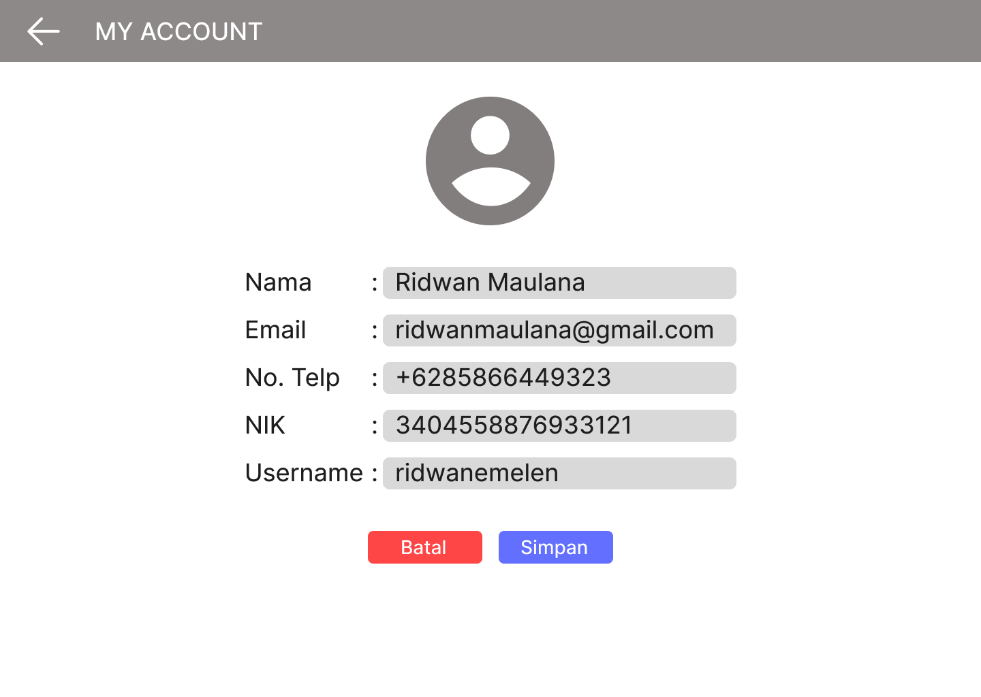 MY ACCOUNT
Nama : Ridwan Maulana
Email : ridwanmaulana@gmail.com
No. Telp : +6285866449323
NIK : 3404558876933121
Username : ridwanemelen
Batal Simpan